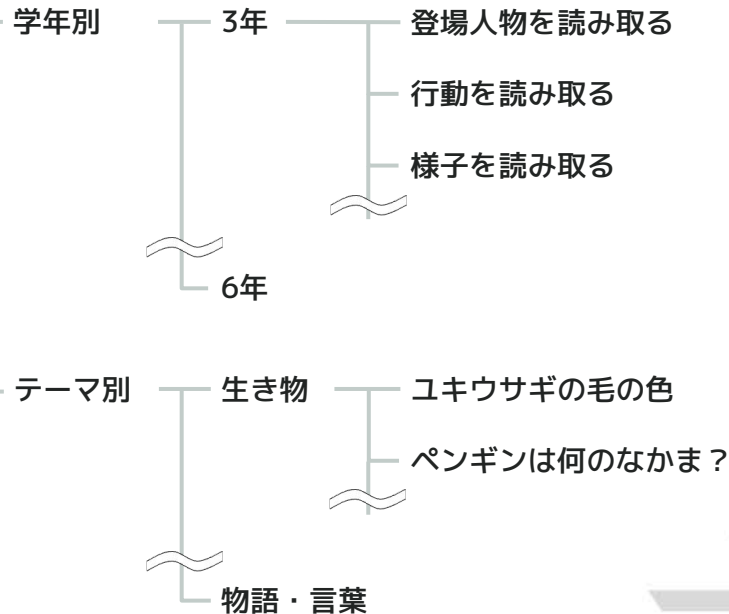 学年別 3年 登場人物を読み取る
行動を読み取る
様子を読み取る
6年
テーマ別 生き物 ユキウサギの毛の色
ペンギンは何のなかま？
物語・言葉